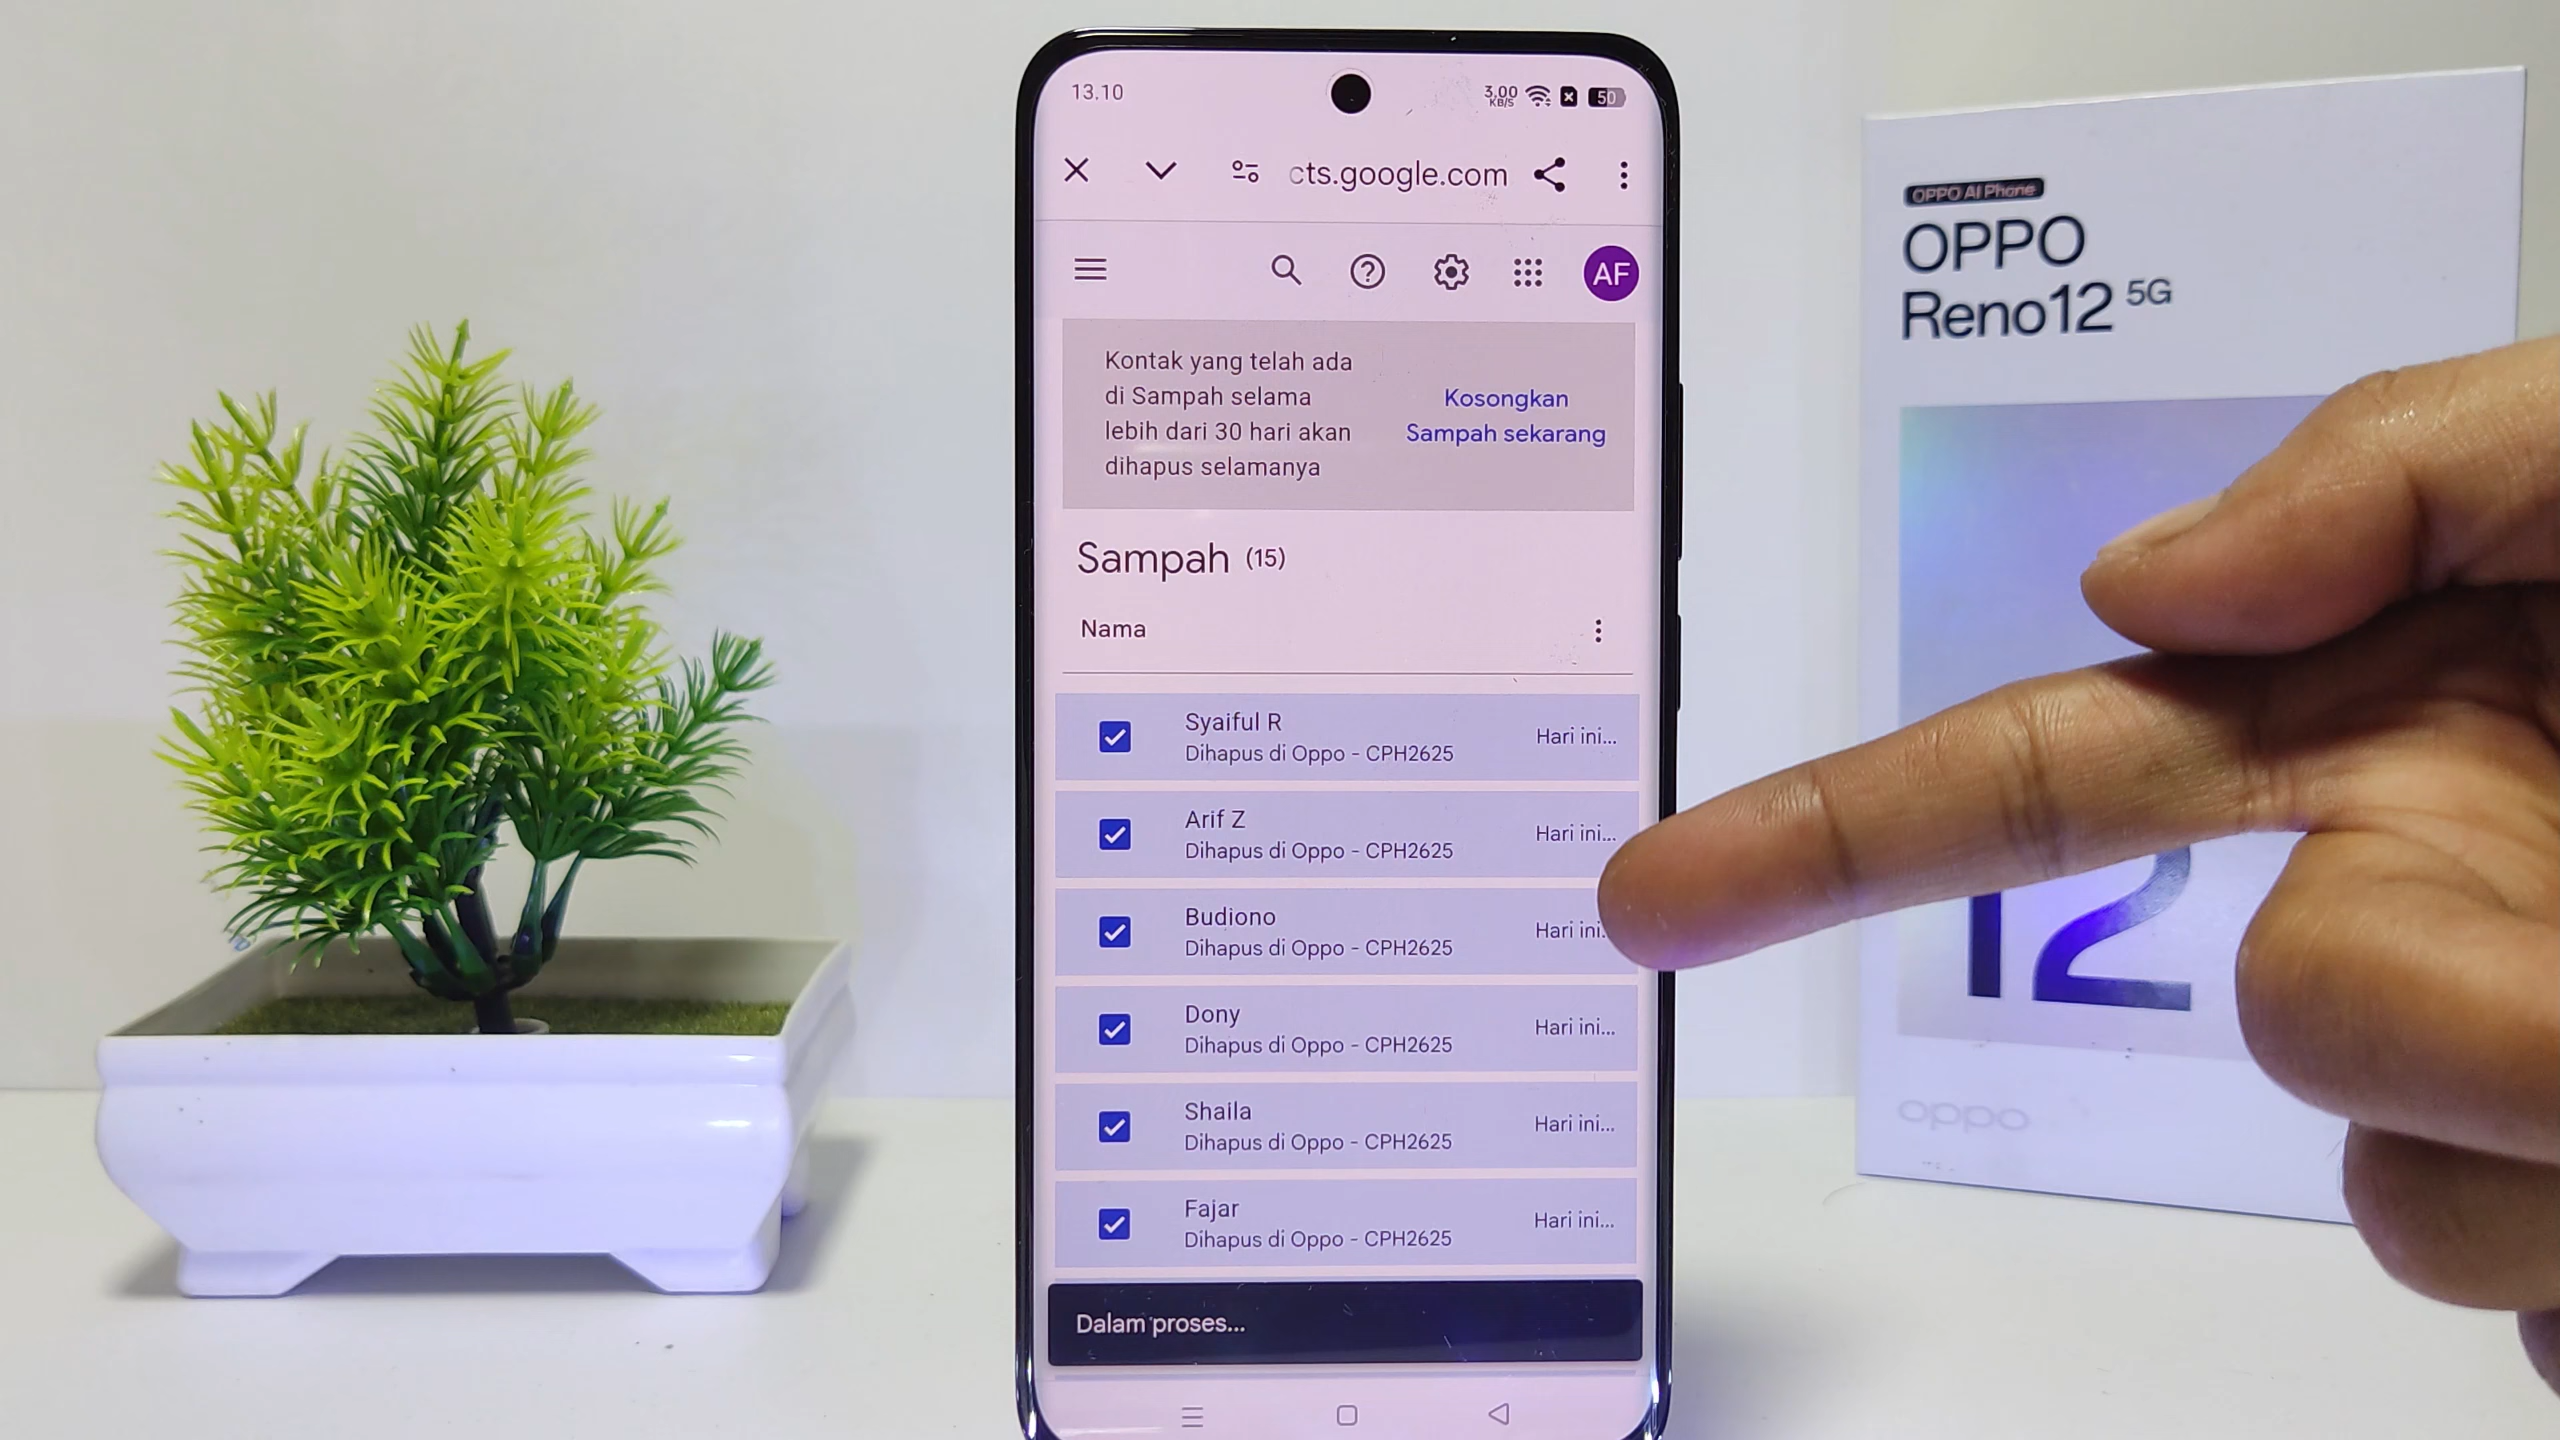 13.10
3.00
KB/S
50
cts.google.com
AF
Kontak yang telah ada
di Sampah selama
lebih dari 30 hari akan
dihapus selamanya
Kosongkan
Sampah sekarang
Sampah (15)
Nama
Syaiful R
Dihapus di Oppo - CPH2625
Hari ini...
Arif Z
Dihapus di Oppo - CPH2625
Hari ini...
Budiono
Dihapus di Oppo - CPH2625
Hari ini.
Dony
Dihapus di Oppo - CPH2625
Hari ini...
Shaila
Dihapus di Oppo - CPH2625
Hari ini...
Fajar
Dihapus di Oppo - CPH2625
Hari ini...
Dalam proses...
OPPO AI Phone
OPPO
Reno12 5G
12
oppo